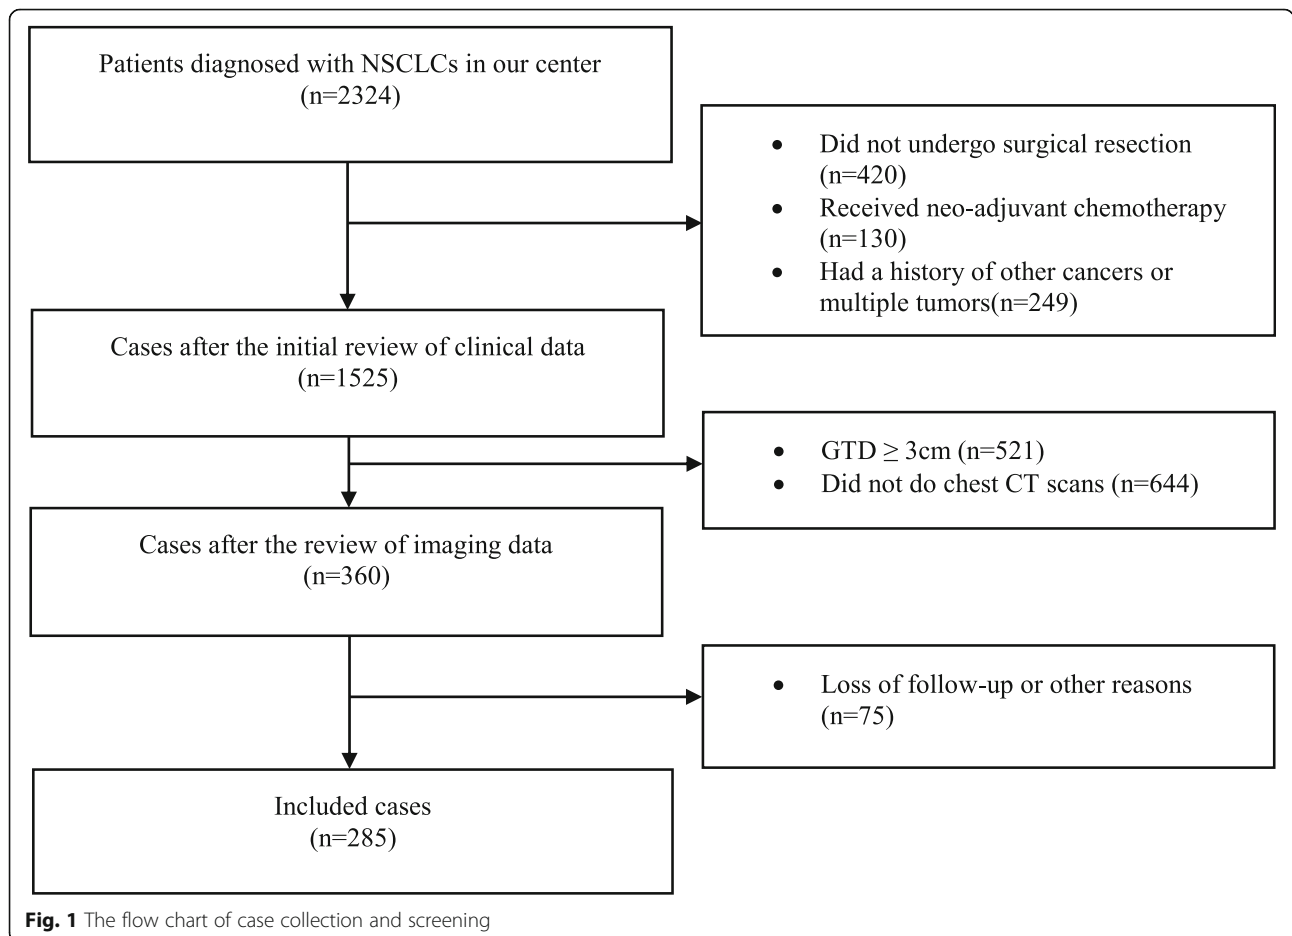 Patients diagnosed with NSCLCs in our center
(n=2324)
• Did not undergo surgical resection
(n=420)
• Received neo-adjuvant chemotherapy
(n=130)
• Had a history of other cancers or
multiple tumors(n=249)
Cases after the initial review of clinical data
(n=1525)
• GTD ≥ 3cm (n=521)
• Did not do chest CT scans (n=644)
Cases after the review of imaging data
(n=360)
• Loss of follow-up or other reasons
(n=75)
Included cases
(n=285)
Fig. 1 The flow chart of case collection and screening